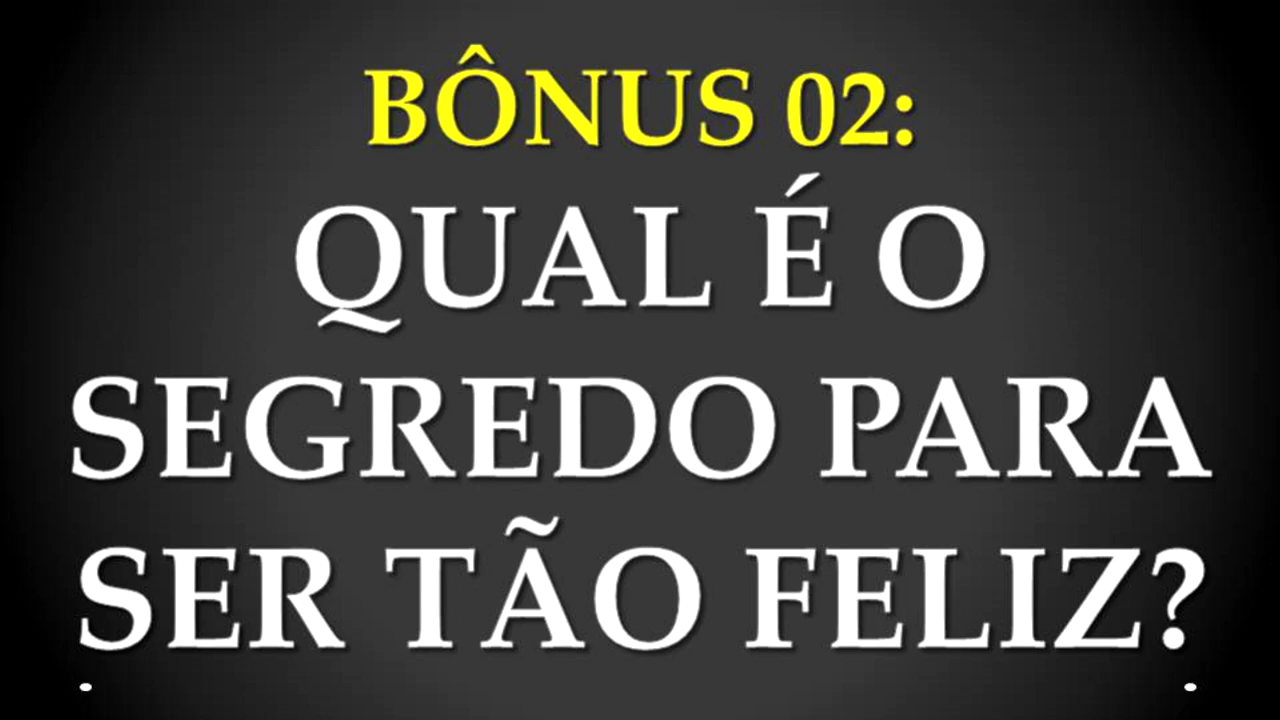 BÔNUS 02:
QUAL É O
SEGREDO PARA
SER TÃO FELIZ?